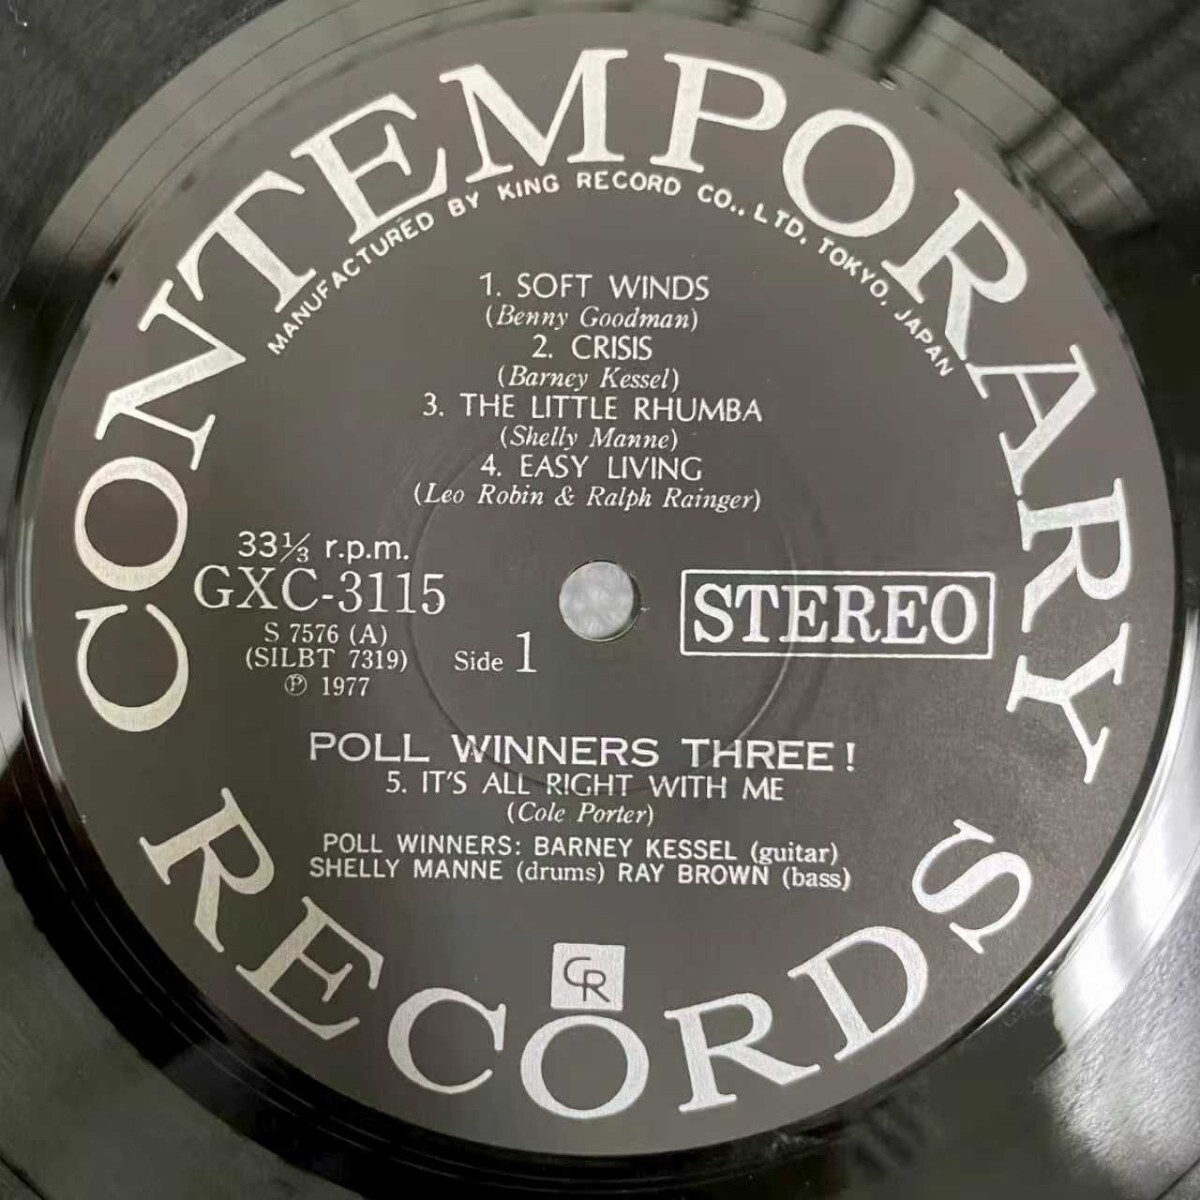 CONTEMPORARY
MANUFACTURED BY KING RECORD CO., LTD. TOKYO, JAPAN
1. SOFT WINDS
(Benny Goodman)
2. CRISIS
(Barney Kessel)
3. THE LITTLE RHUMBA
(Shelly Manne)
4. EASY LIVING
(Leo Robin & Ralph Rainger)
33⅓ r.p.m.
GXC-3115
S 7576 (A)
(SILBT 7319)
℗ 1977
Side 1
STEREO
POLL WINNERS THREE!
5. IT'S ALL RIGHT WITH ME
(Cole Porter)
POLL WINNERS: BARNEY KESSEL (guitar)
SHELLY MANNE (drums) RAY BROWN (bass)
CR
RECORDS